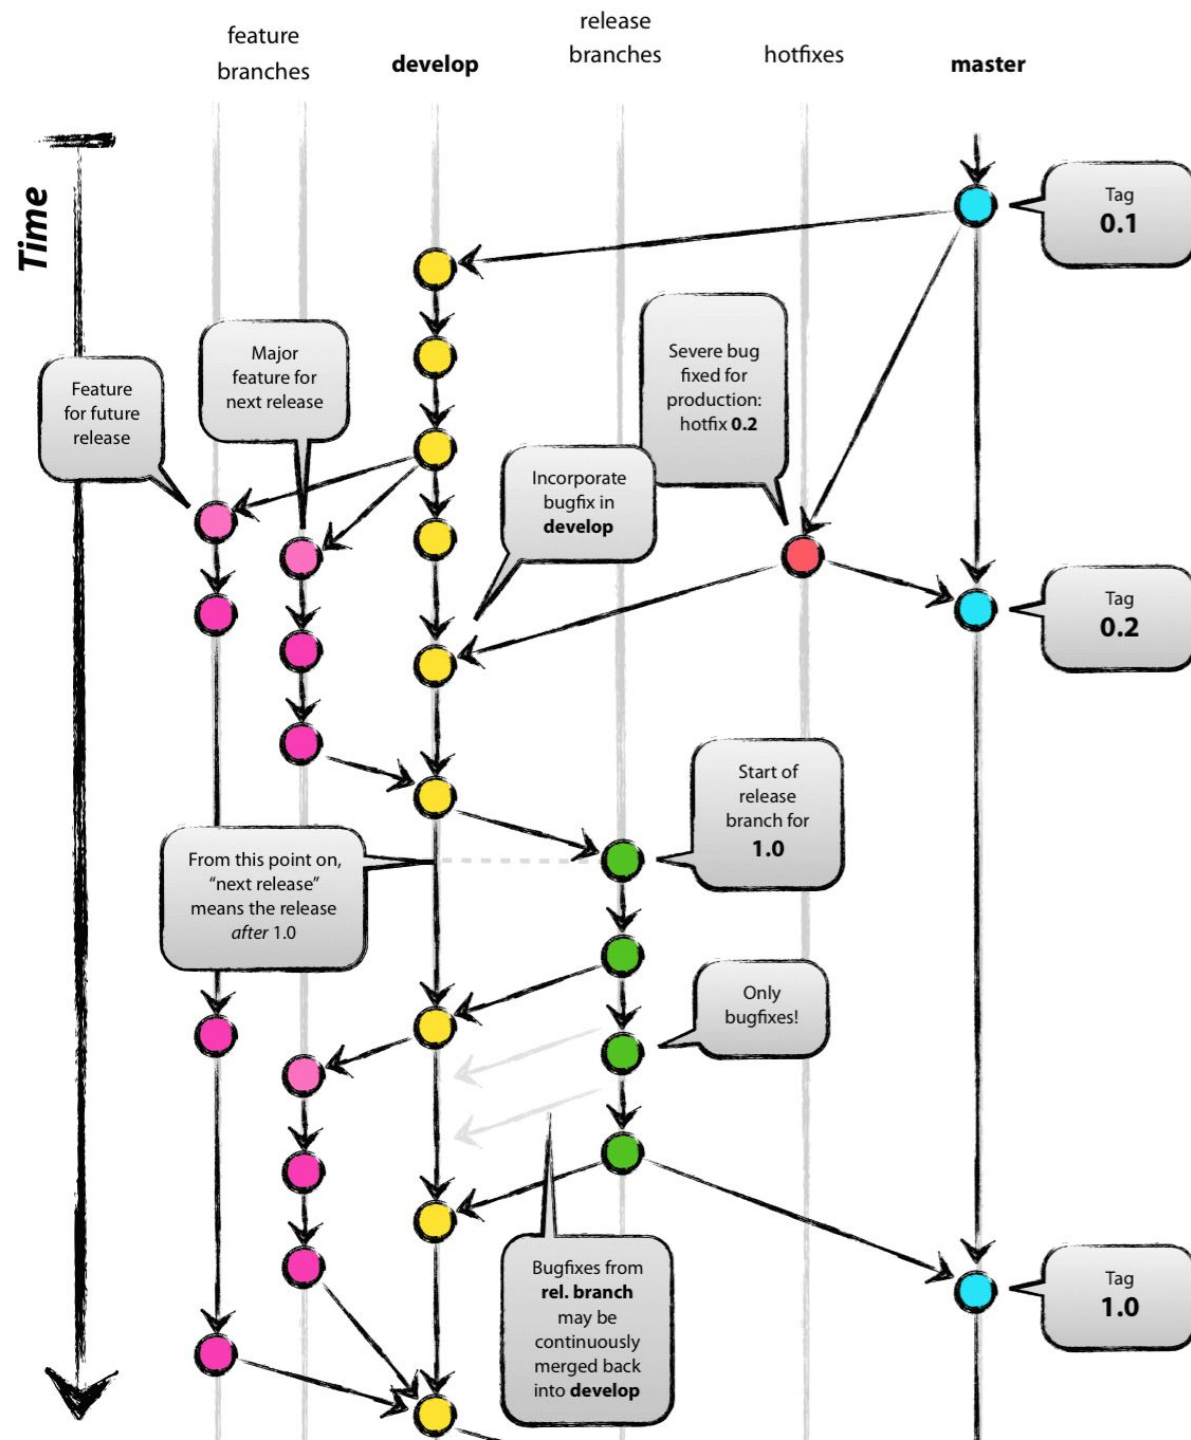 feature
branches
develop
release
branches
hotfixes
master
Time
Tag
0.1
Feature
for future
release
Major
feature for
next release
Severe bug
fixed for
production:
hotfix 0.2
Incorporate
bugfix in
develop
Tag
0.2
Start of
release
branch for
1.0
From this point on,
“next release”
means the release
after 1.0
Only
bugfixes!
Bugfixes from
rel. branch
may be
continuously
merged back
into develop
Tag
1.0